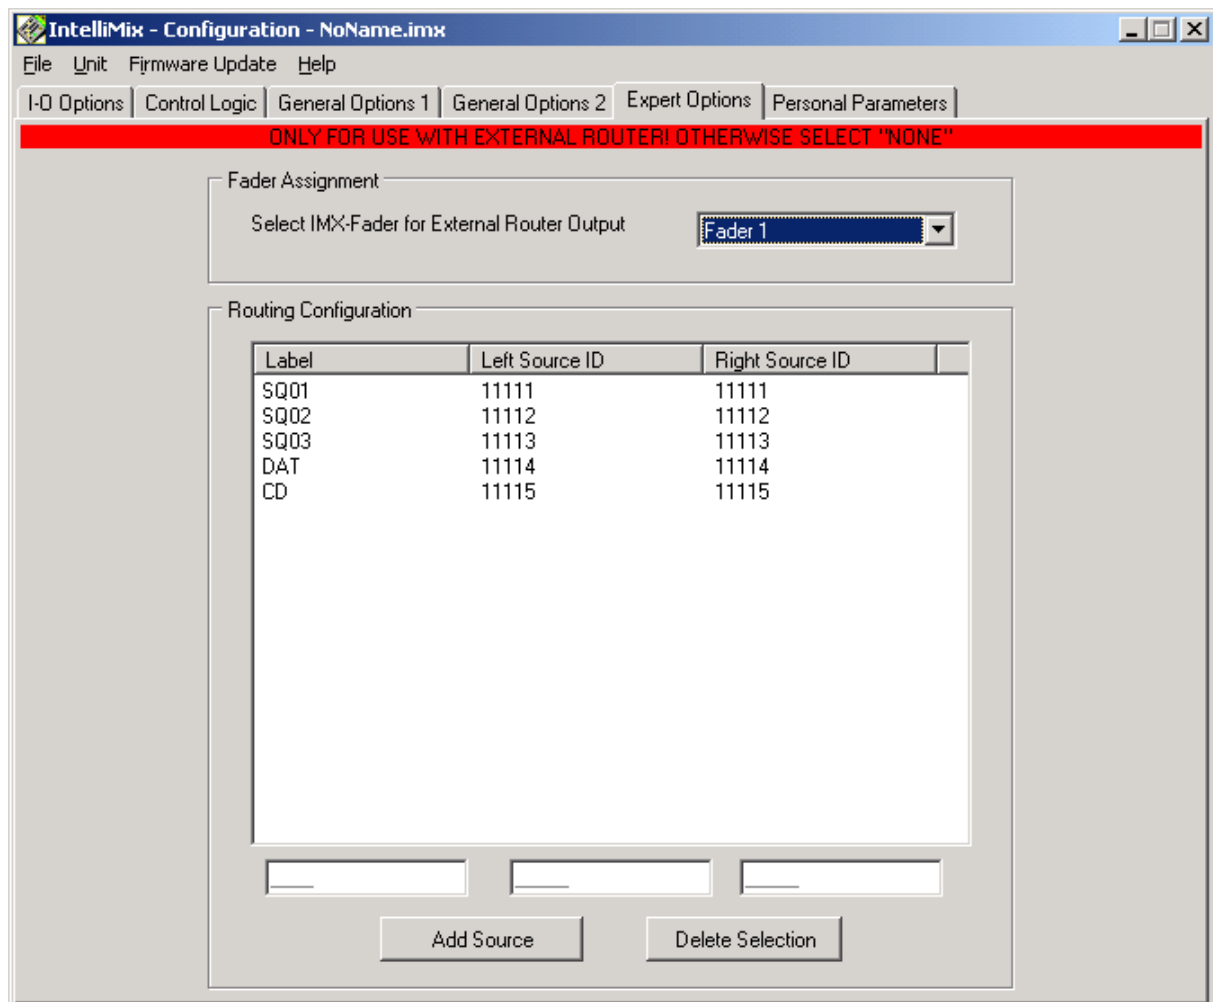 IntelliMix - Configuration - NoName.imx
File Unit Firmware Update Help
I-O Options Control Logic General Options 1 General Options 2 Expert Options Personal Parameters
ONLY FOR USE WITH EXTERNAL ROUTER! OTHERWISE SELECT "NONE"
Fader Assignment
Select IMX-Fader for External Router Output Fader 1
Routing Configuration
Label Left Source ID Right Source ID
SQ01 11111 11111
SQ02 11112 11112
SQ03 11113 11113
DAT 11114 11114
CD 11115 11115
____ _____ _____
Add Source Delete Selection